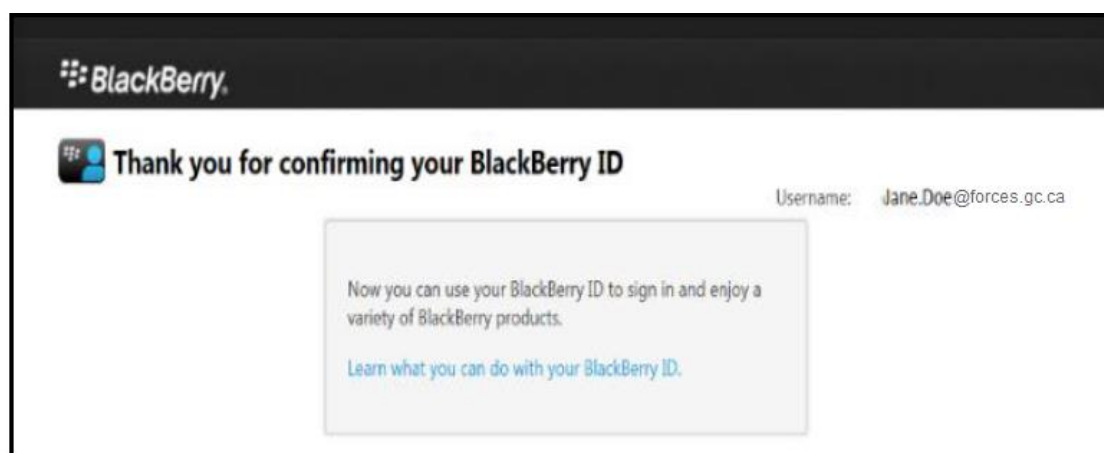 BlackBerry.
Thank you for confirming your BlackBerry ID
Username: Jane.Doe@forces.gc.ca
Now you can use your BlackBerry ID to sign in and enjoy a
variety of BlackBerry products.
Learn what you can do with your BlackBerry ID.